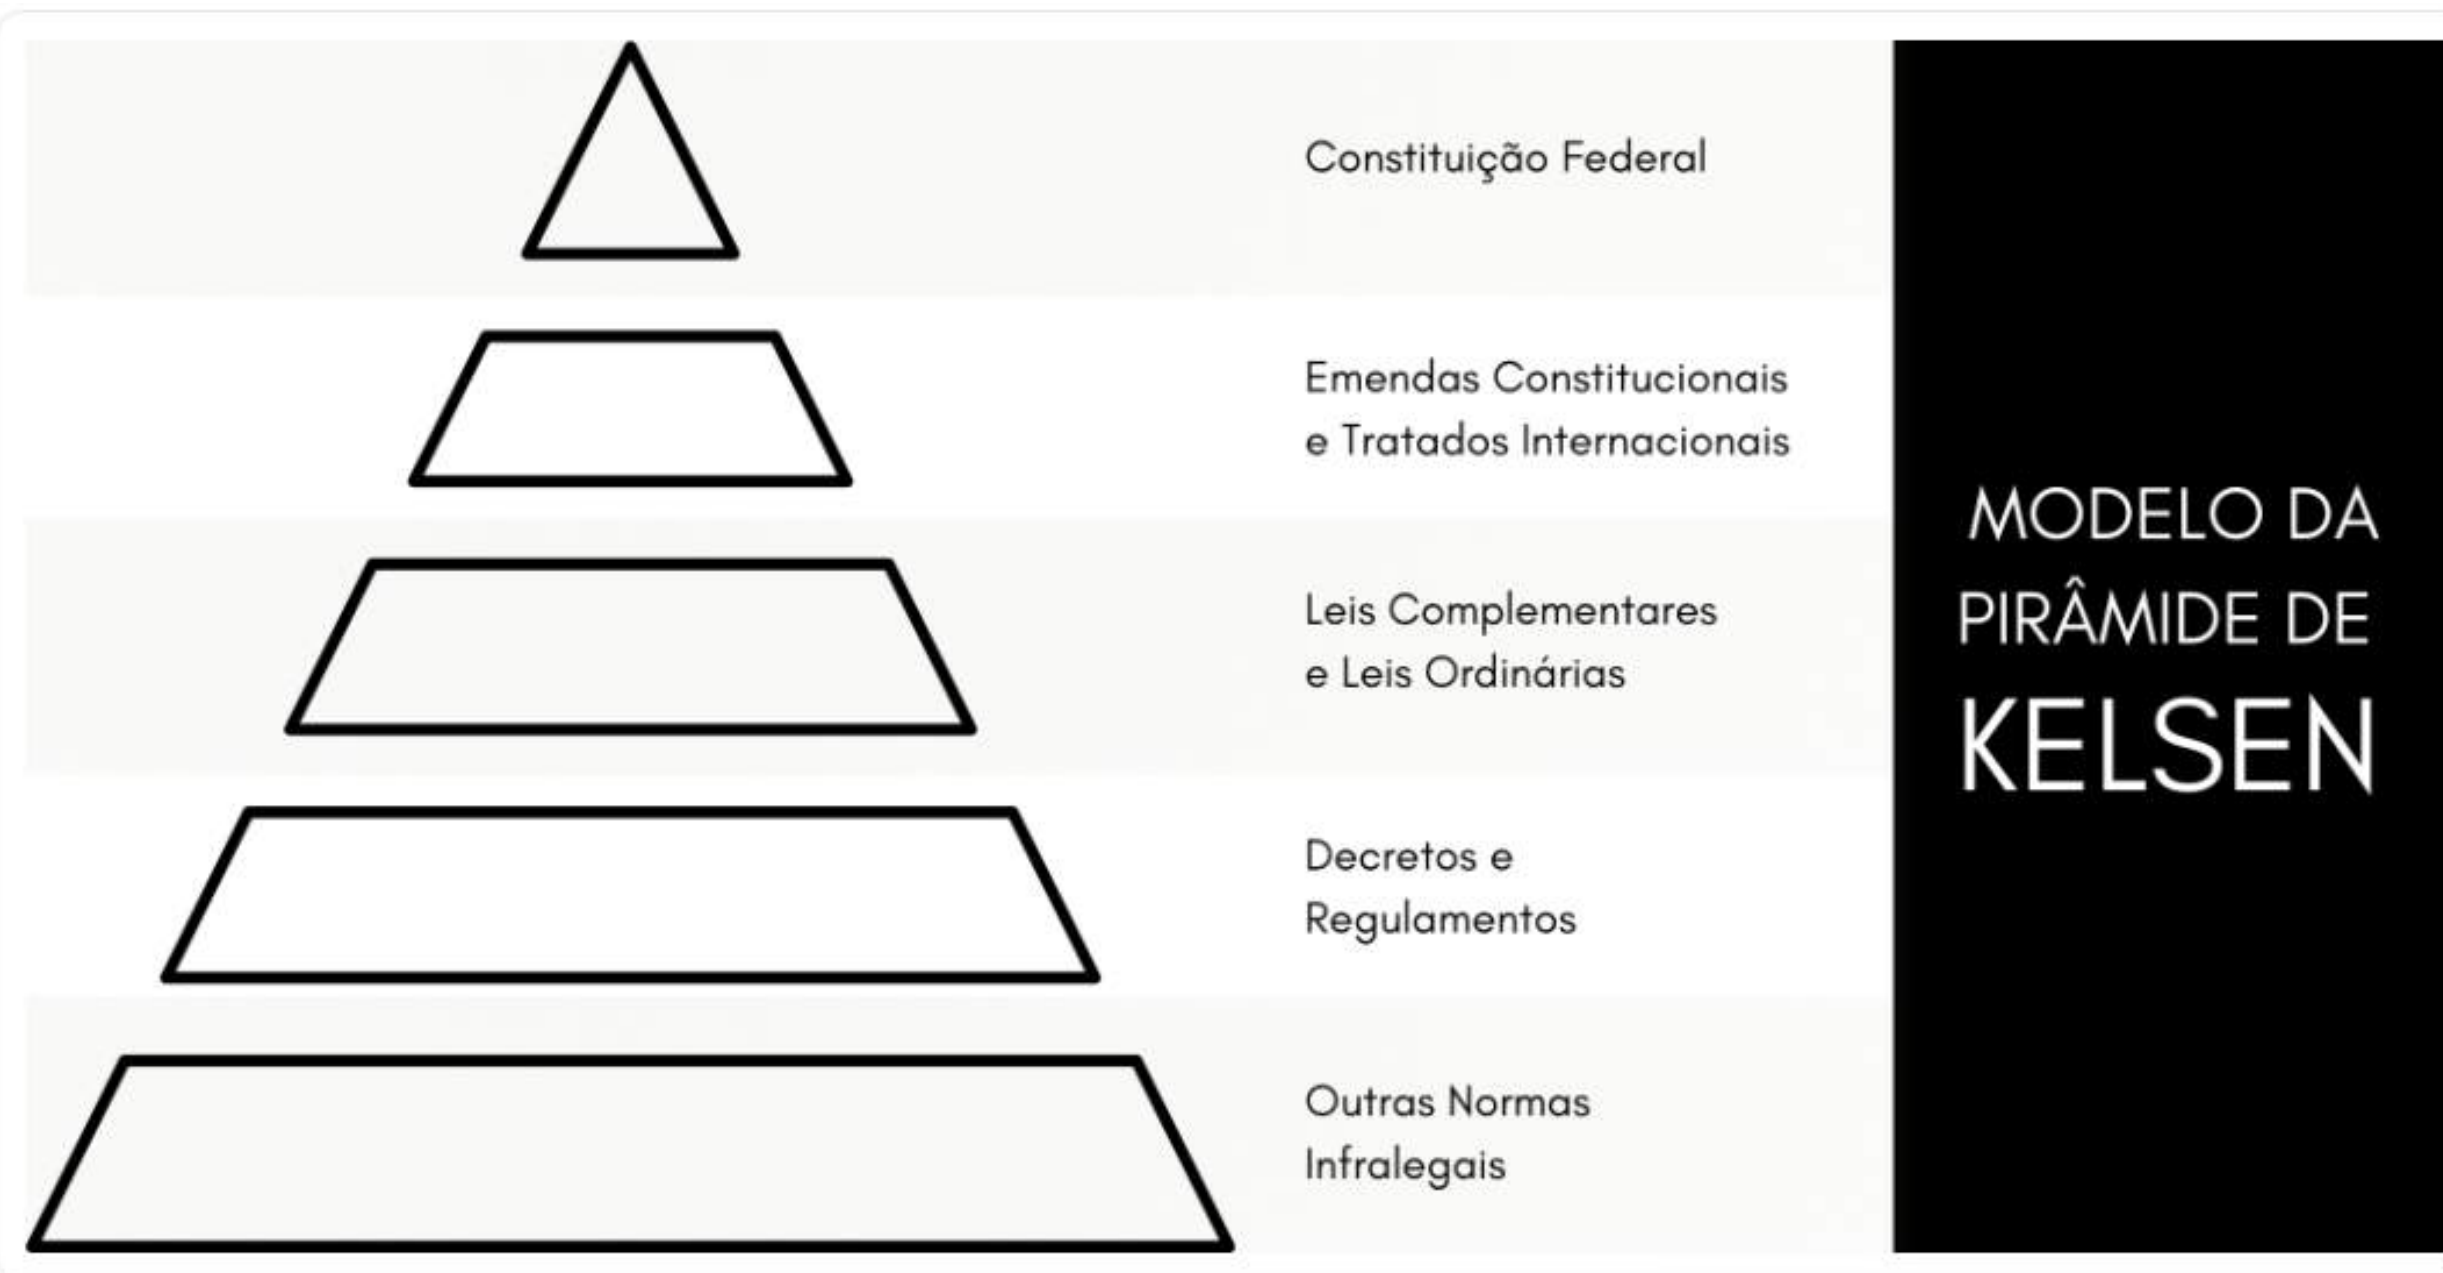 Constituição Federal
Emendas Constitucionais
e Tratados Internacionais
Leis Complementares
e Leis Ordinárias
Decretos e
Regulamentos
Outras Normas
Infralegais
MODELO DA
PIRÂMIDE DE
KELSEN